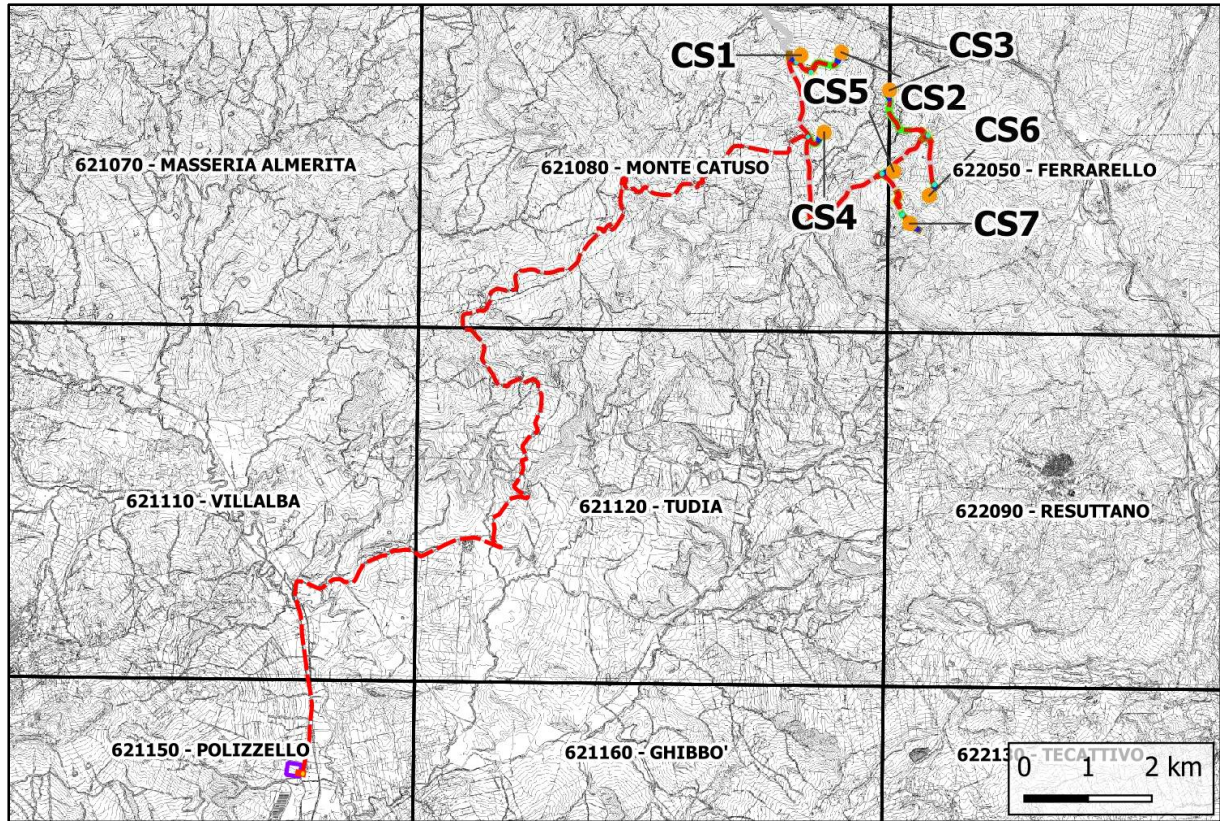 CS1
CS3
CS5
CS2
CS6
621070 - MASSERIA ALMERITA
621080 - MONTE CATUSO
622050 - FERRARELLO
CS4
CS7
621110 - VILLALBA
621120 - TUDIA
622090 - RESUTTANO
621150 - POLIZZELLO
621160 - GHIBBO'
622130 - TECATTIVO
0 1 2 km